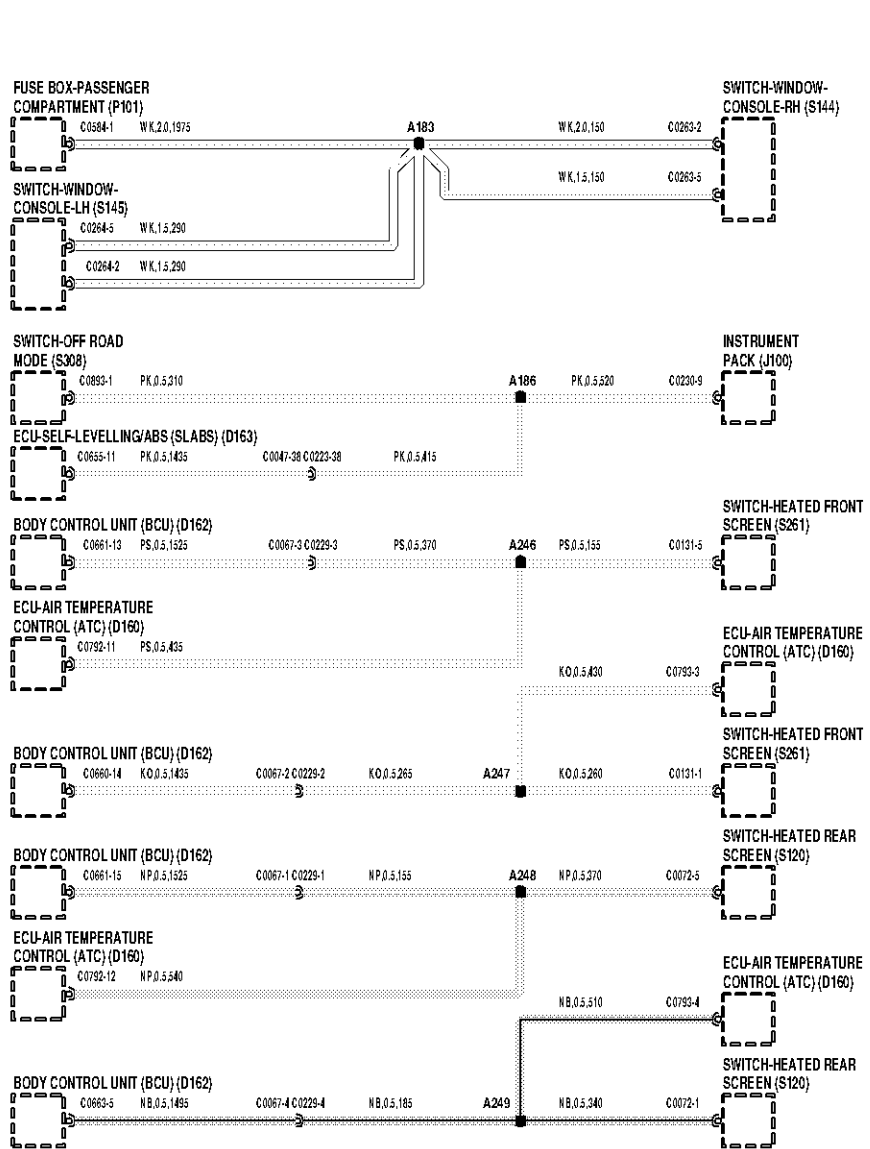 FUSE BOX-PASSENGER
COMPARTMENT (P101)
C0584-1 WK,2.0,1975
A183
WK,2.0,150 C0263-2
SWITCH-WINDOW-
CONSOLE-RH (S144)
WK,1.5,150 C0263-5
SWITCH-WINDOW-
CONSOLE-LH (S145)
C0264-5 WK,1.5,290
C0264-2 WK,1.5,290
SWITCH-OFF ROAD
MODE (S308)
C0893-1 PK,0.5,310
A186
PK,0.5,520 C0230-9
INSTRUMENT
PACK (J100)
ECU-SELF-LEVELLING/ABS (SLABS) (D163)
C0655-11 PK,0.5,1435 C0047-38 C0223-38 PK,0.5,415
BODY CONTROL UNIT (BCU) (D162)
C0661-13 PS,0.5,1525 C0067-3 C0229-3 PS,0.5,370
A246
PS,0.5,155 C0131-5
SWITCH-HEATED FRONT
SCREEN (S261)
ECU-AIR TEMPERATURE
CONTROL (ATC) (D160)
C0792-11 PS,0.5,435
KO,0.5,430 C0793-3
ECU-AIR TEMPERATURE
CONTROL (ATC) (D160)
BODY CONTROL UNIT (BCU) (D162)
C0660-14 KO,0.5,1435 C0067-2 C0229-2 KO,0.5,265
A247
KO,0.5,260 C0131-1
SWITCH-HEATED FRONT
SCREEN (S261)
BODY CONTROL UNIT (BCU) (D162)
C0661-15 NP,0.5,1525 C0067-1 C0229-1 NP,0.5,155
A248
NP,0.5,370 C0072-5
SWITCH-HEATED REAR
SCREEN (S120)
ECU-AIR TEMPERATURE
CONTROL (ATC) (D160)
C0792-12 NP,0.5,540
NB,0.5,510 C0793-4
ECU-AIR TEMPERATURE
CONTROL (ATC) (D160)
BODY CONTROL UNIT (BCU) (D162)
C0663-5 NB,0.5,1495 C0067-4 C0229-4 NB,0.5,185
A249
NB,0.5,340 C0072-1
SWITCH-HEATED REAR
SCREEN (S120)